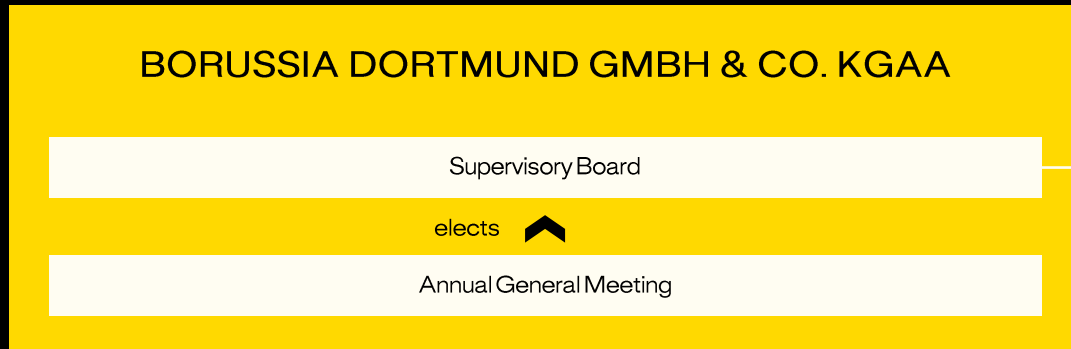 BORUSSIA DORTMUND GMBH & CO. KGAA
Supervisory Board
elects
Annual General Meeting